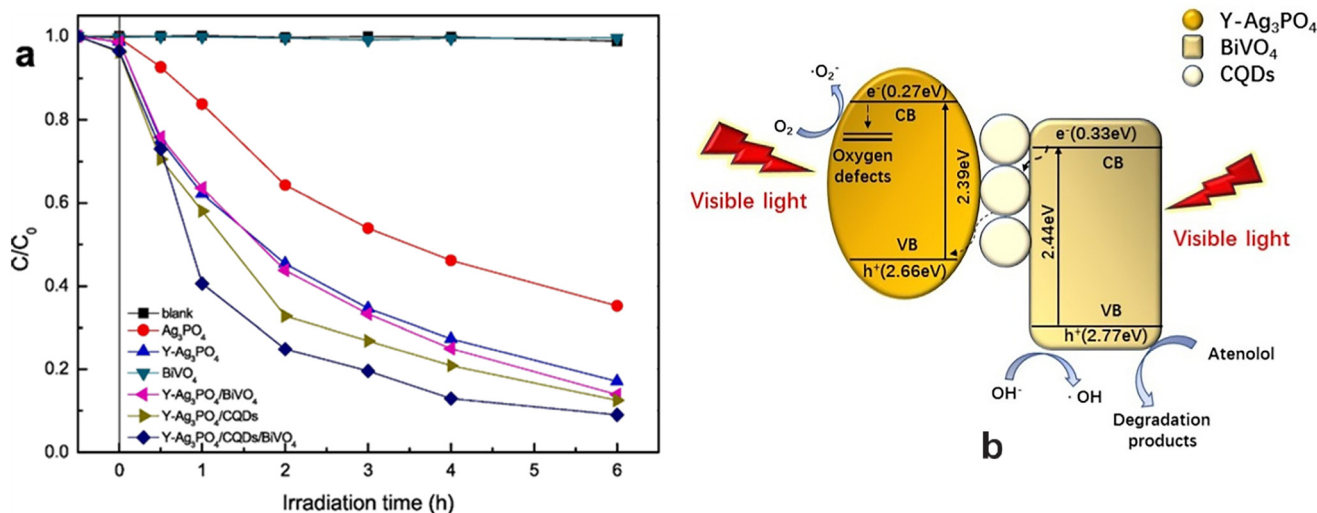 a
C/C₀
1.0
0.8
0.6
0.4
0.2
0.0
blank
Ag₃PO₄
Y-Ag₃PO₄
BiVO₄
Y-Ag₃PO₄/BiVO₄
Y-Ag₃PO₄/CQDs
Y-Ag₃PO₄/CQDs/BiVO₄
0 1 2 3 4 5 6
Irradiation time (h)
Y-Ag₃PO₄
BiVO₄
CQDs
·O₂⁻
O₂
e⁻(0.27eV)
CB
Oxygen
defects
2.39eV
VB
h⁺(2.66eV)
Visible light
e⁻(0.33eV)
CB
2.44eV
VB
h⁺(2.77eV)
Visible light
Atenolol
OH⁻
· OH
Degradation
products
b